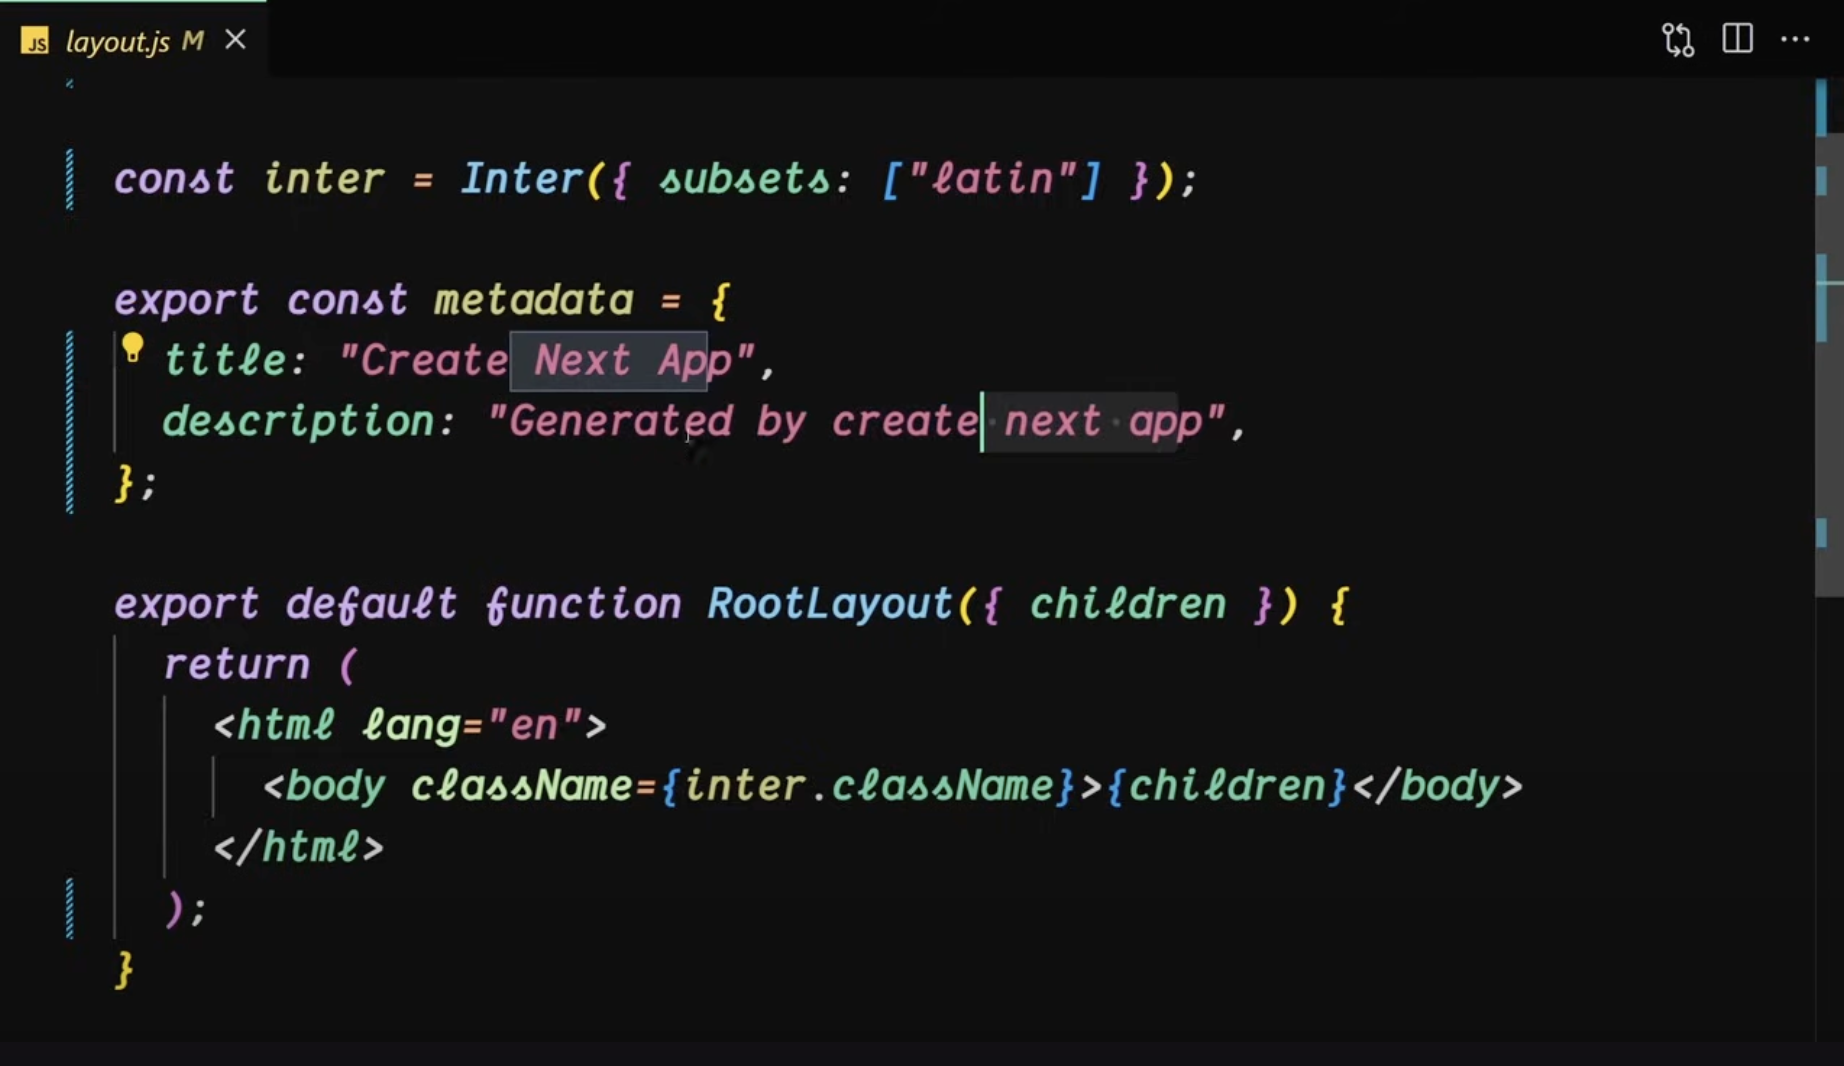 JS layout.js M
const inter = Inter({ subsets: ["latin"] });
export const metadata = {
title: "Create Next App",
description: "Generated by create next app",
};
export default function RootLayout({ children }) {
return (
<html lang="en">
<body className={inter.className}>{children}</body>
</html>
);
}